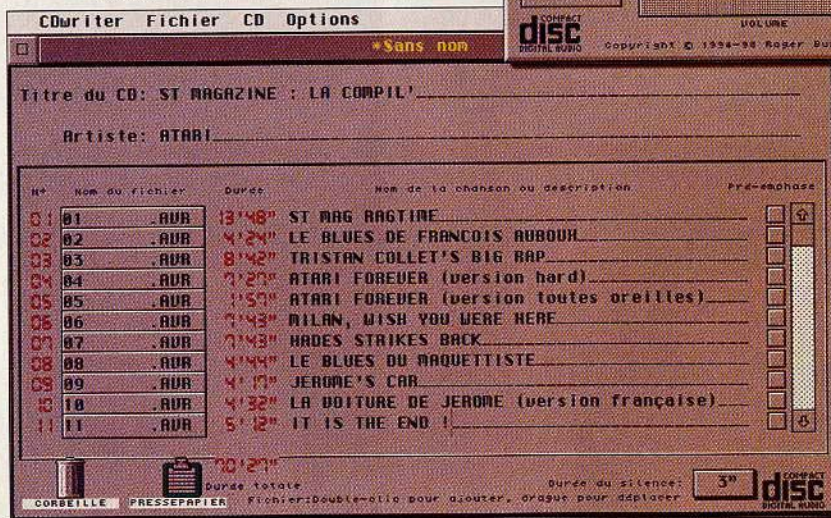 CDwriter Fichier CD Options
COMPACT disc DIGITAL AUDIO
VOLUME
Copyright © 1994-98 Roger
*Sans nom
Titre du CD: ST MAGAZINE : LA COMPIL'
Artiste: ATARI
N° Nom du fichier Durée Nom de la chanson ou description Pré-emphase
01 01 .AVR 13'48" ST MAG RAGTIME
02 02 .AVR 4'24" LE BLUES DE FRANCOIS AUBOUX
03 03 .AVR 8'42" TRISTAN COLLET'S BIG RAP
04 04 .AVR 7'27" ATARI FOREVER (version hard)
05 05 .AVR 1'57" ATARI FOREVER (version toutes oreilles)
06 06 .AVR 7'43" MILAN, WISH YOU WERE HERE
07 07 .AVR 7'43" HADES STRIKES BACK
08 08 .AVR 4'44" LE BLUES DU MAQUETTISTE
09 09 .AVR 4'17" JEROME'S CAR
10 10 .AVR 4'32" LA VOITURE DE JEROME (version française)
11 11 .AVR 5'12" IT IS THE END !
70'27"
Durée totale
Durée du silence: 3"
CORBEILLE PRESSEPAPIER Fichier:Double-clic pour ajouter, drague pour déplacer
COMPACT disc DIGITAL AUDIO